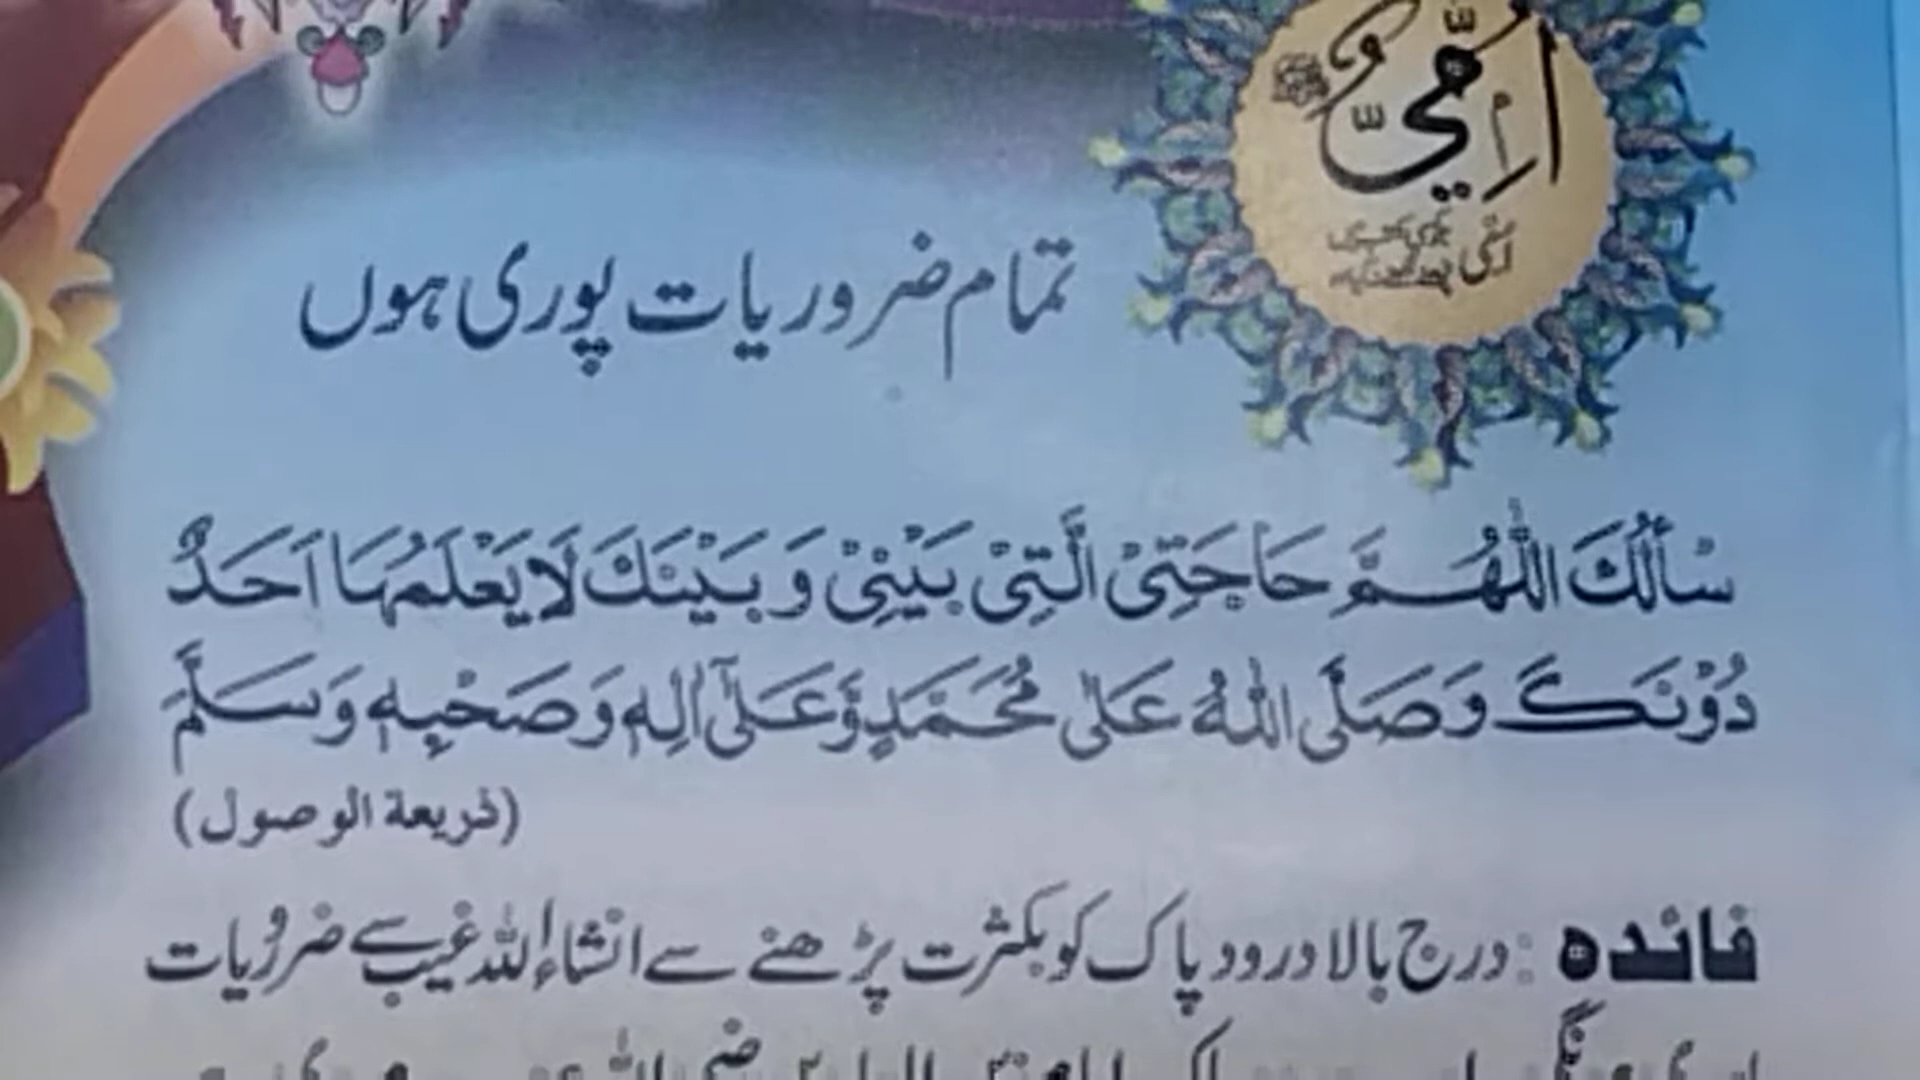 اُمِّیٌّ
اُمّی
تمام ضروریات پوری ہوں
سْأَلُكَ اللّٰهُمَّ حَاجَتِیْ الَّتِیْ بَیْنِیْ وَ بَیْنَكَ لَا یَعْلَمُهَا اَحَدٌ
دُوْنَكَ وَصَلَّی اللّٰهُ عَلٰی مُحَمَّدٍ وَّعَلٰٓی اٰلِهٖ وَصَحْبِهٖ وَسَلَّمَ
(ذريعة الوصول)
فائدہ : درج بالا درود پاک کو بکثرت پڑھنے سے انشاءاللہ غیب سے ضروریات